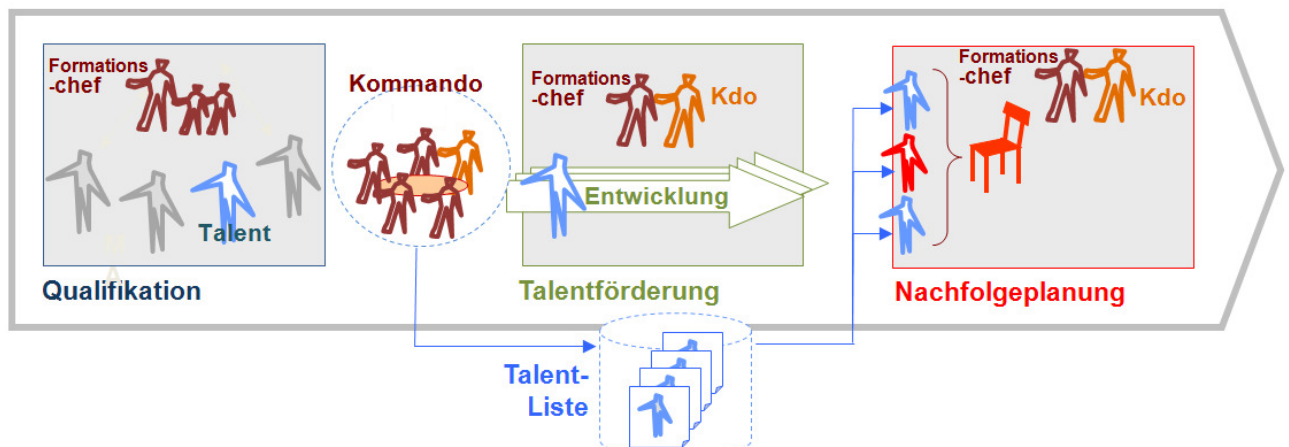 Formations
-chef
Talent
Qualifikation
Kommando
Formations
-chef
Kdo
Entwicklung
Talentförderung
Formations
-chef
Kdo
Nachfolgeplanung
Talent-
Liste